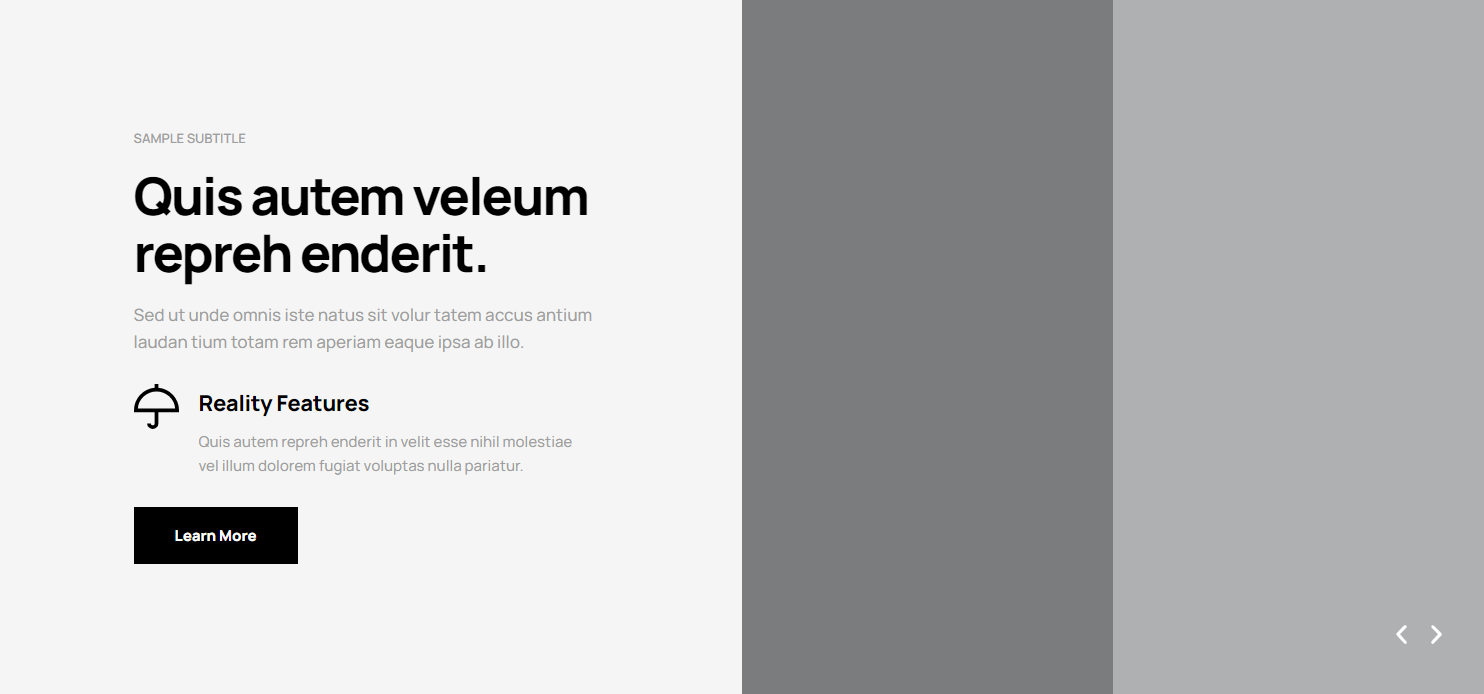 SAMPLE SUBTITLE
Quis autem veleum
repreh enderit.
Sed ut unde omnis iste natus sit volur tatem accus antium
laudan tium totam rem aperiam eaque ipsa ab illo.
Reality Features
Quis autem repreh enderit in velit esse nihil molestiae
vel illum dolorem fugiat voluptas nulla pariatur.
Learn More